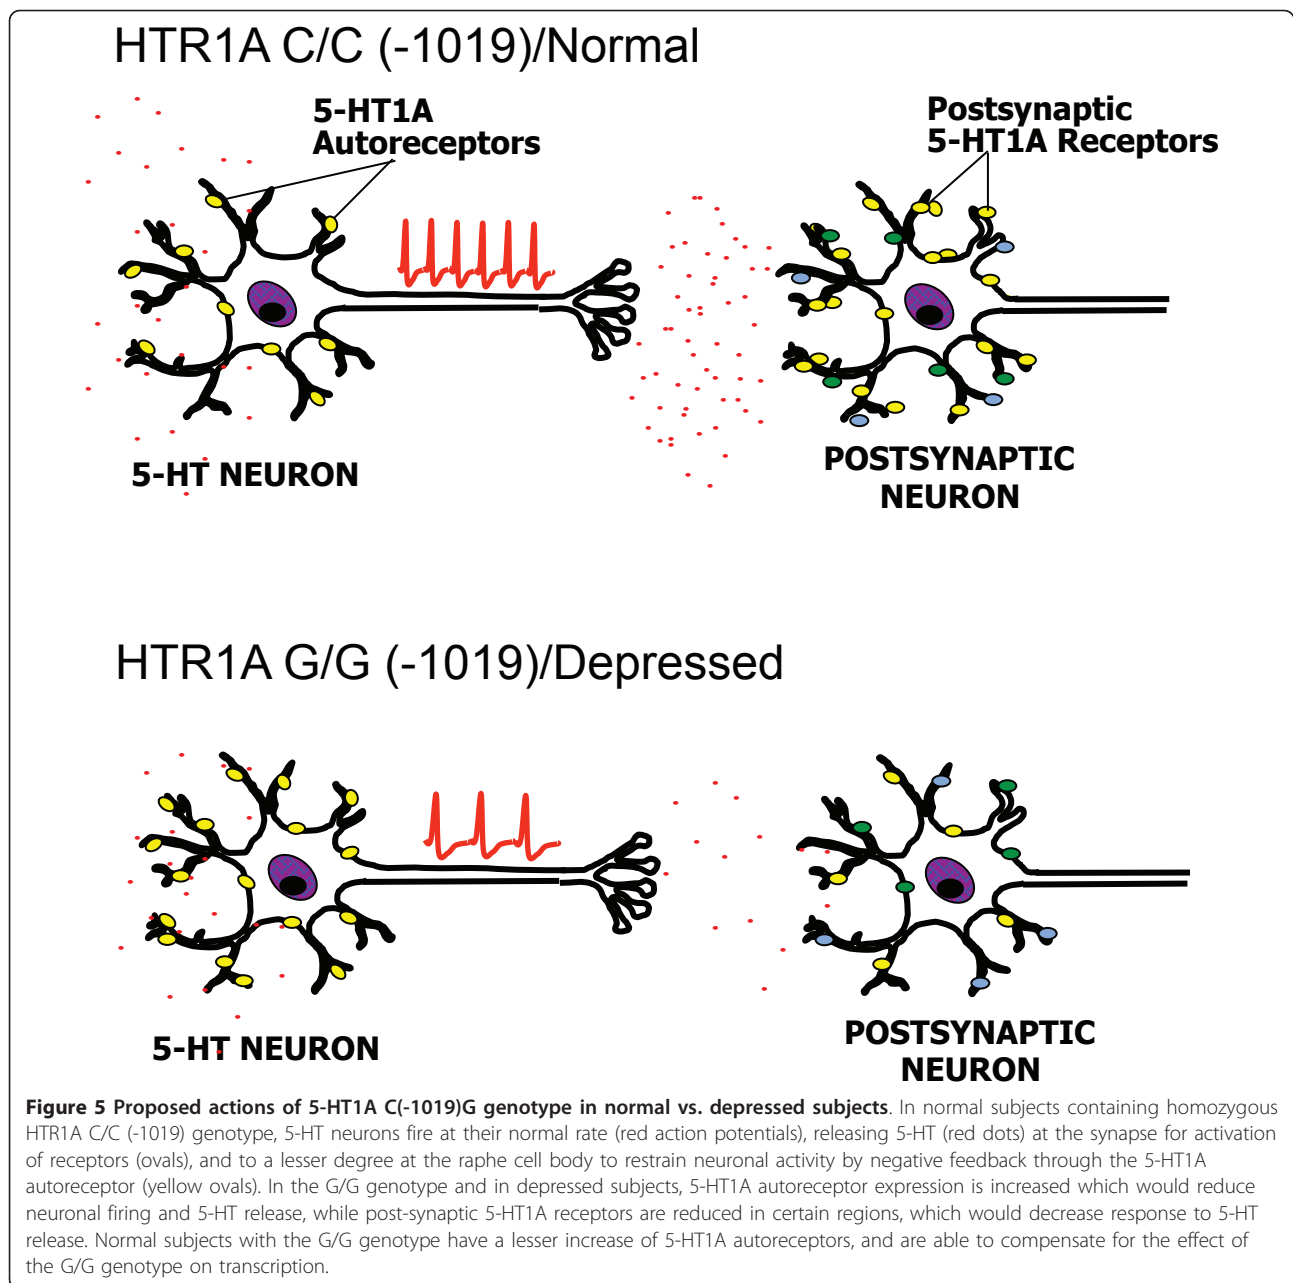 HTR1A C/C (-1019)/Normal
5-HT1A
Autoreceptors
Postsynaptic
5-HT1A Receptors
5-HT NEURON
POSTSYNAPTIC
NEURON
HTR1A G/G (-1019)/Depressed
5-HT NEURON
POSTSYNAPTIC
NEURON
Figure 5 Proposed actions of 5-HT1A C(-1019)G genotype in normal vs. depressed subjects. In normal subjects containing homozygous
HTR1A C/C (-1019) genotype, 5-HT neurons fire at their normal rate (red action potentials), releasing 5-HT (red dots) at the synapse for activation
of receptors (ovals), and to a lesser degree at the raphe cell body to restrain neuronal activity by negative feedback through the 5-HT1A
autoreceptor (yellow ovals). In the G/G genotype and in depressed subjects, 5-HT1A autoreceptor expression is increased which would reduce
neuronal firing and 5-HT release, while post-synaptic 5-HT1A receptors are reduced in certain regions, which would decrease response to 5-HT
release. Normal subjects with the G/G genotype have a lesser increase of 5-HT1A autoreceptors, and are able to compensate for the effect of
the G/G genotype on transcription.